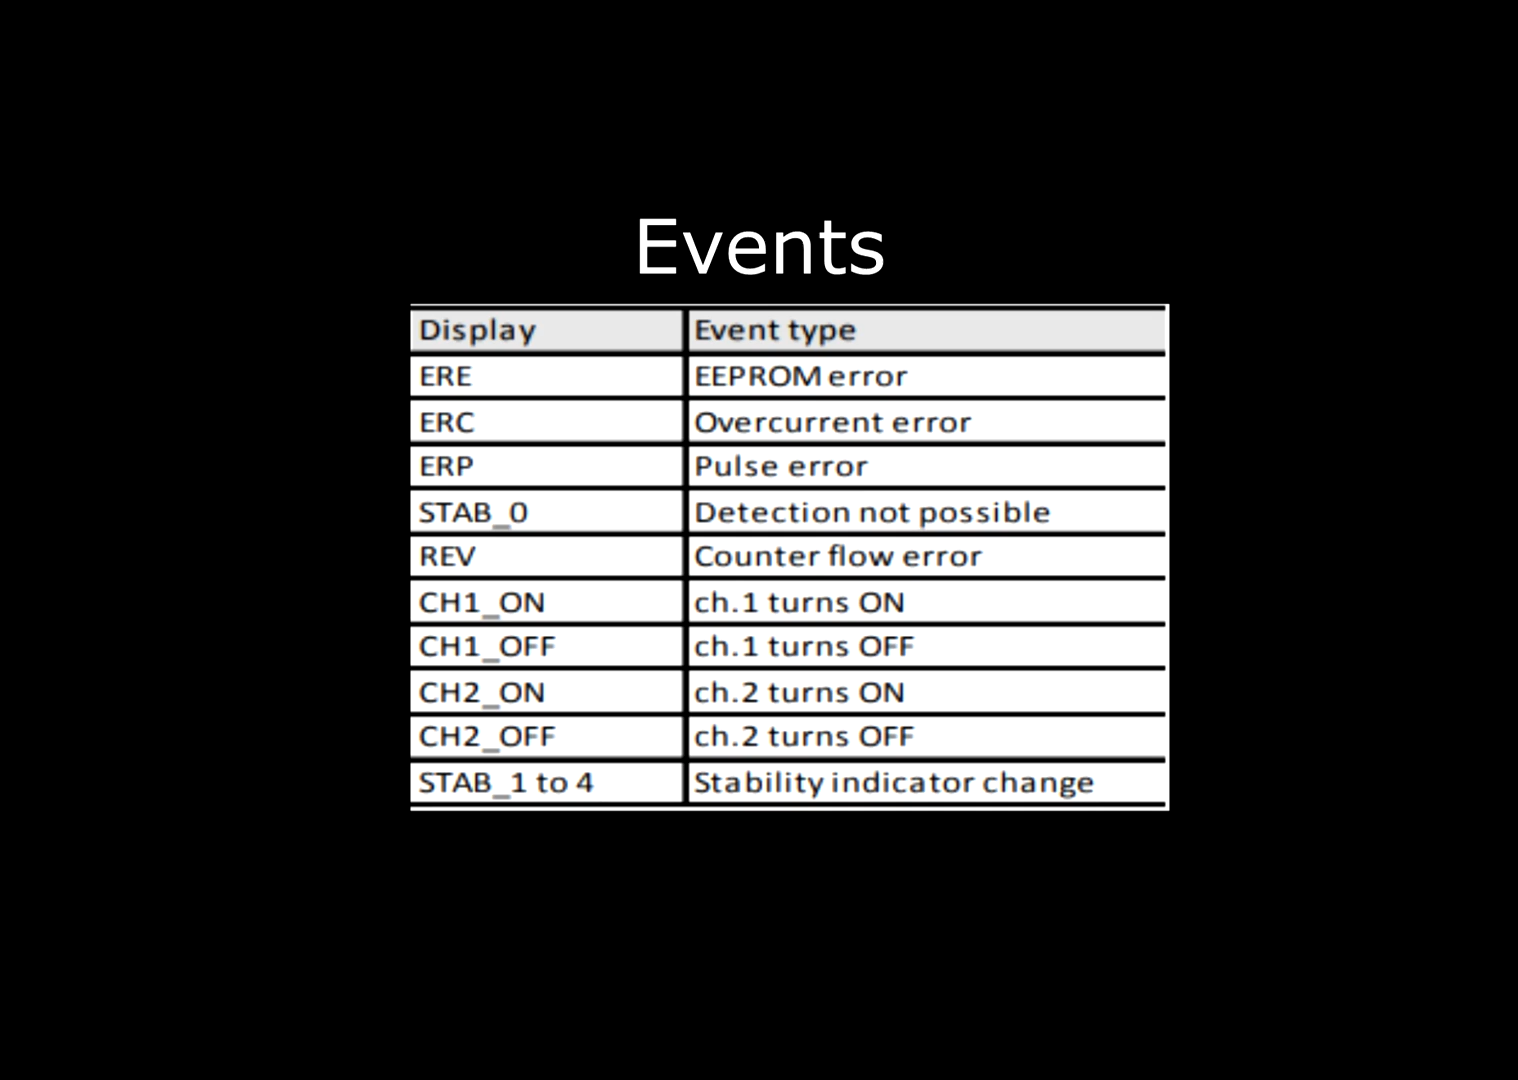 Events
Display Event type
ERE EEPROM error
ERC Overcurrent error
ERP Pulse error
STAB_0 Detection not possible
REV Counter flow error
CH1_ON ch.1 turns ON
CH1_OFF ch.1 turns OFF
CH2_ON ch.2 turns ON
CH2_OFF ch.2 turns OFF
STAB_1 to 4 Stability indicator change